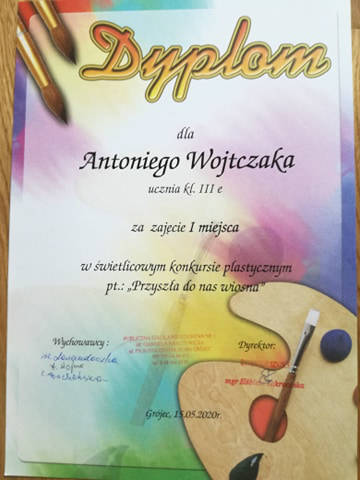 Dyplom
dla
Antoniego Wojtczaka
ucznia kl. III e
za zajęcie I miejsca
w świetlicowym konkursie plastycznym
pt.: „Przyszła do nas wiosna”
Wychowawcy :
Dyrektor:
Grójec, 15.05.2020r.